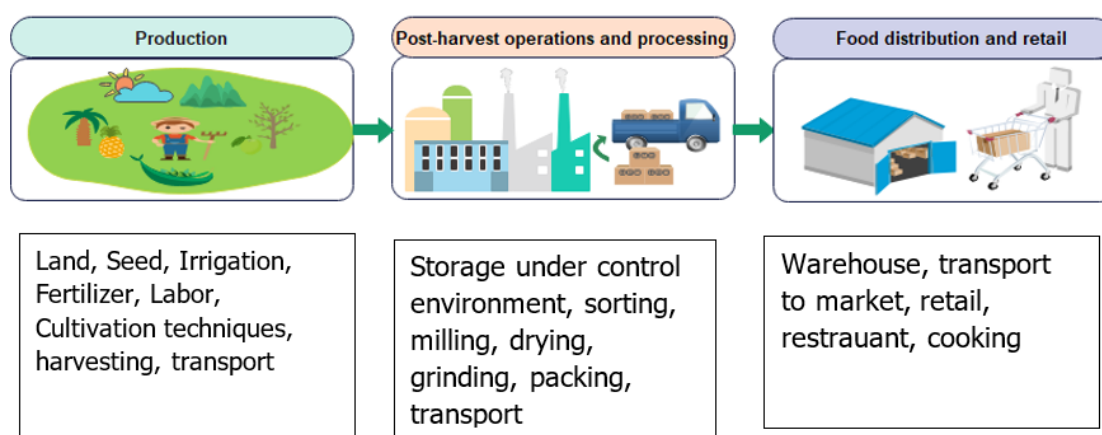 Production
Post-harvest operations and processing
Food distribution and retail
Land, Seed, Irrigation,
Fertilizer, Labor,
Cultivation techniques,
harvesting, transport
Storage under control
environment, sorting,
milling, drying,
grinding, packing,
transport
Warehouse, transport
to market, retail,
restrauant, cooking